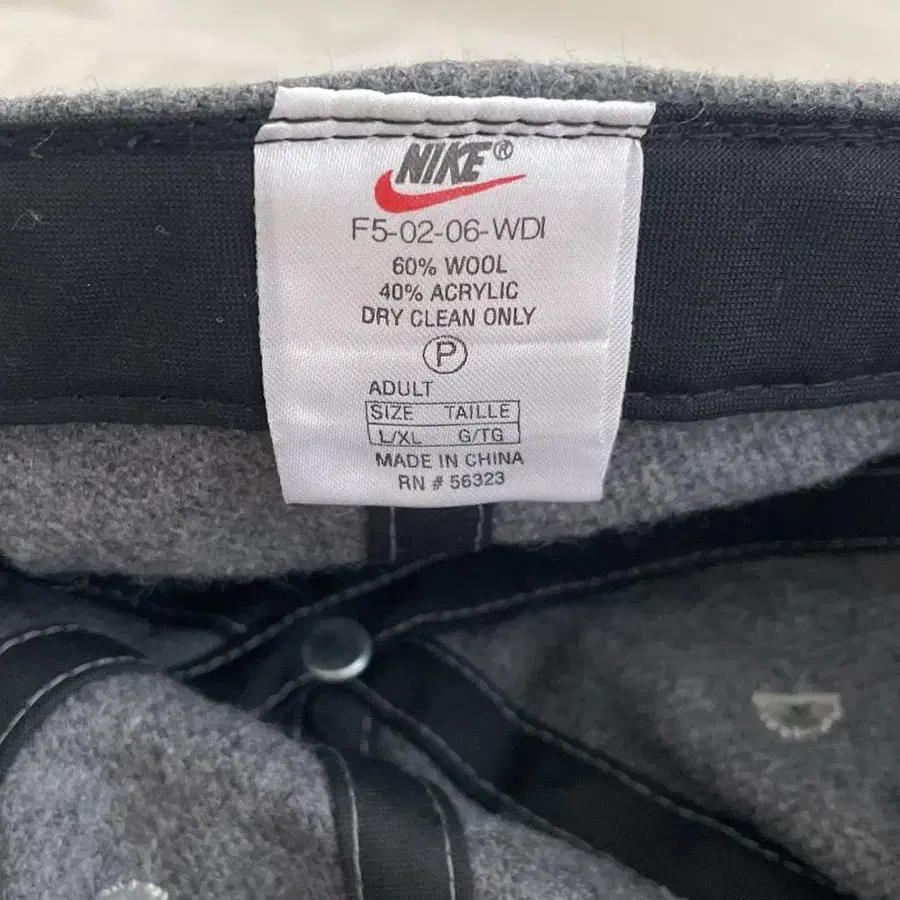 NIKE®
F5-02-06-WDI
60% WOOL
40% ACRYLIC
DRY CLEAN ONLY
P
ADULT
SIZE TAILLE
L/XL G/TG
MADE IN CHINA
RN # 56323